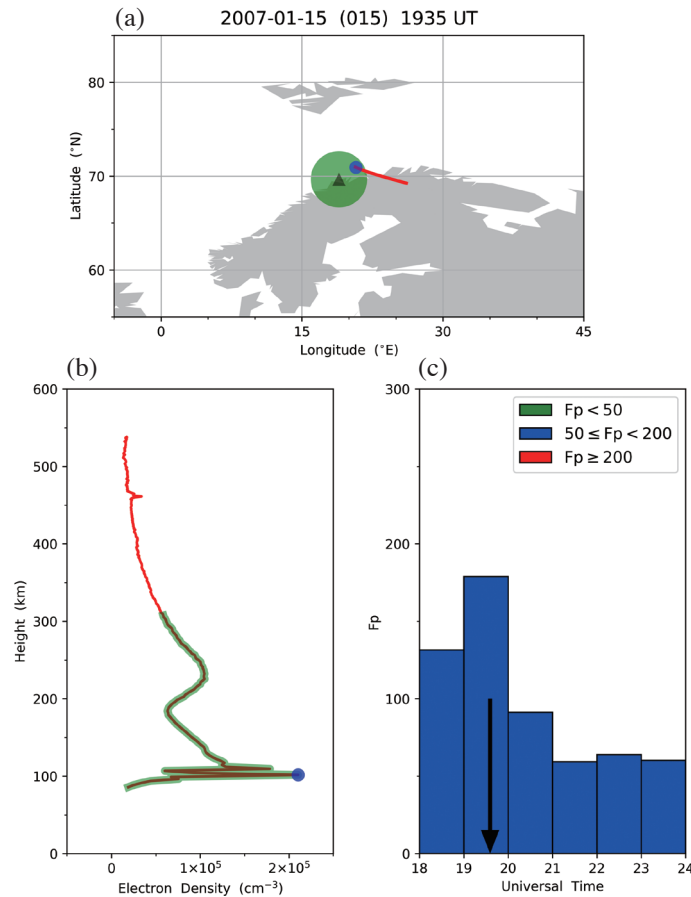 (a)
2007-01-15 (015) 1935 UT
80
70
60
Latitude (°N)
0
15
30
45
Longitude (°E)
(b)
600
500
400
300
200
100
0
Height (km)
0
1×10⁵
2×10⁵
Electron Density (cm⁻³)
(c)
Fp < 50
50 ≤ Fp < 200
Fp ≥ 200
300
200
100
0
Fp
18
19
20
21
22
23
24
Universal Time